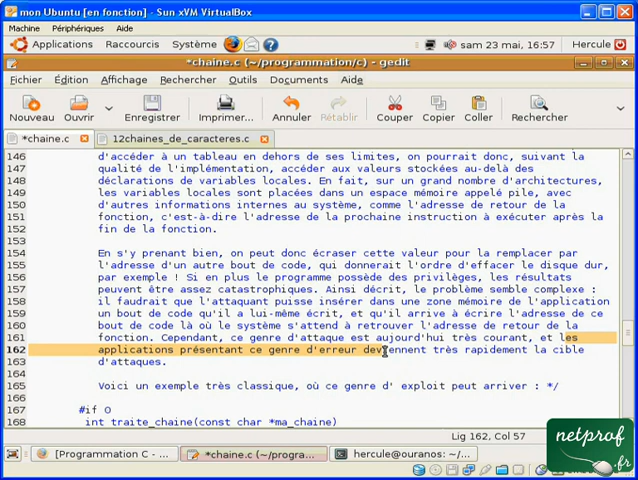 mon Ubuntu [en fonction] - Sun xVM VirtualBox
Machine Périphériques Aide
Applications Raccourcis Système sam 23 mai, 16:57 Hercule
*chaine.c (~/programmation/c) - gedit
Fichier Édition Affichage Rechercher Outils Documents Aide
Nouveau Ouvrir Enregistrer Imprimer... Annuler Rétablir Couper Copier Coller Rechercher
*chaine.c 12chaines_de_caracteres.c
146 d'accéder à un tableau en dehors de ses limites, on pourrait donc, suivant la
147 qualité de l'implémentation, accéder aux valeurs stockées au-delà des
148 déclarations de variables locales. En fait, sur un grand nombre d'architectures,
149 les variables locales sont placées dans un espace mémoire appelé pile, avec
150 d'autres informations internes au système, comme l'adresse de retour de la
151 fonction, c'est-à-dire l'adresse de la prochaine instruction à exécuter après la
152 fin de la fonction.
153
154 En s'y prenant bien, on peut donc écraser cette valeur pour la remplacer par
155 l'adresse d'un autre bout de code, qui donnerait l'ordre d'effacer le disque dur,
156 par exemple ! Si en plus le programme possède des privilèges, les résultats
157 peuvent être assez catastrophiques. Ainsi décrit, le problème semble complexe :
158 il faudrait que l'attaquant puisse insérer dans une zone mémoire de l'application
159 un bout de code qu'il a lui-même écrit, et qu'il arrive à écrire l'adresse de ce
160 bout de code là où le système s'attend à retrouver l'adresse de retour de la
161 fonction. Cependant, ce genre d'attaque est aujourd'hui très courant, et les
162 applications présentant ce genre d'erreur deviennent très rapidement la cible
163 d'attaques.
164
165 Voici un exemple très classique, où ce genre d' exploit peut arriver : */
166
167 #if 0
168 int traite_chaine(const char *ma_chaine)
Lig 162, Col 57
[Programmation C - ... *chaine.c (~/progra... hercule@ouranos: ~/...
netprof.fr